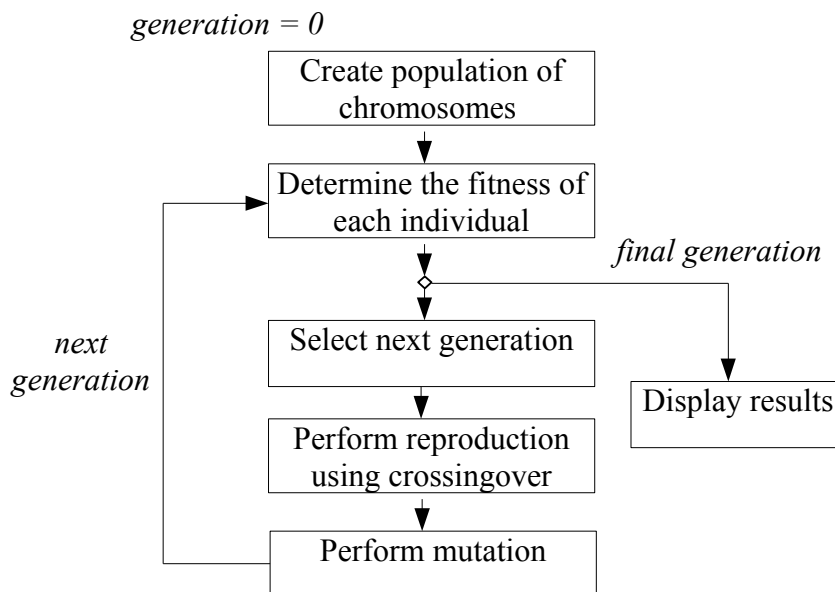 generation = 0
Create population of
chromosomes
Determine the fitness of
each individual
final generation
Select next generation
next
generation
Display results
Perform reproduction
using crossingover
Perform mutation